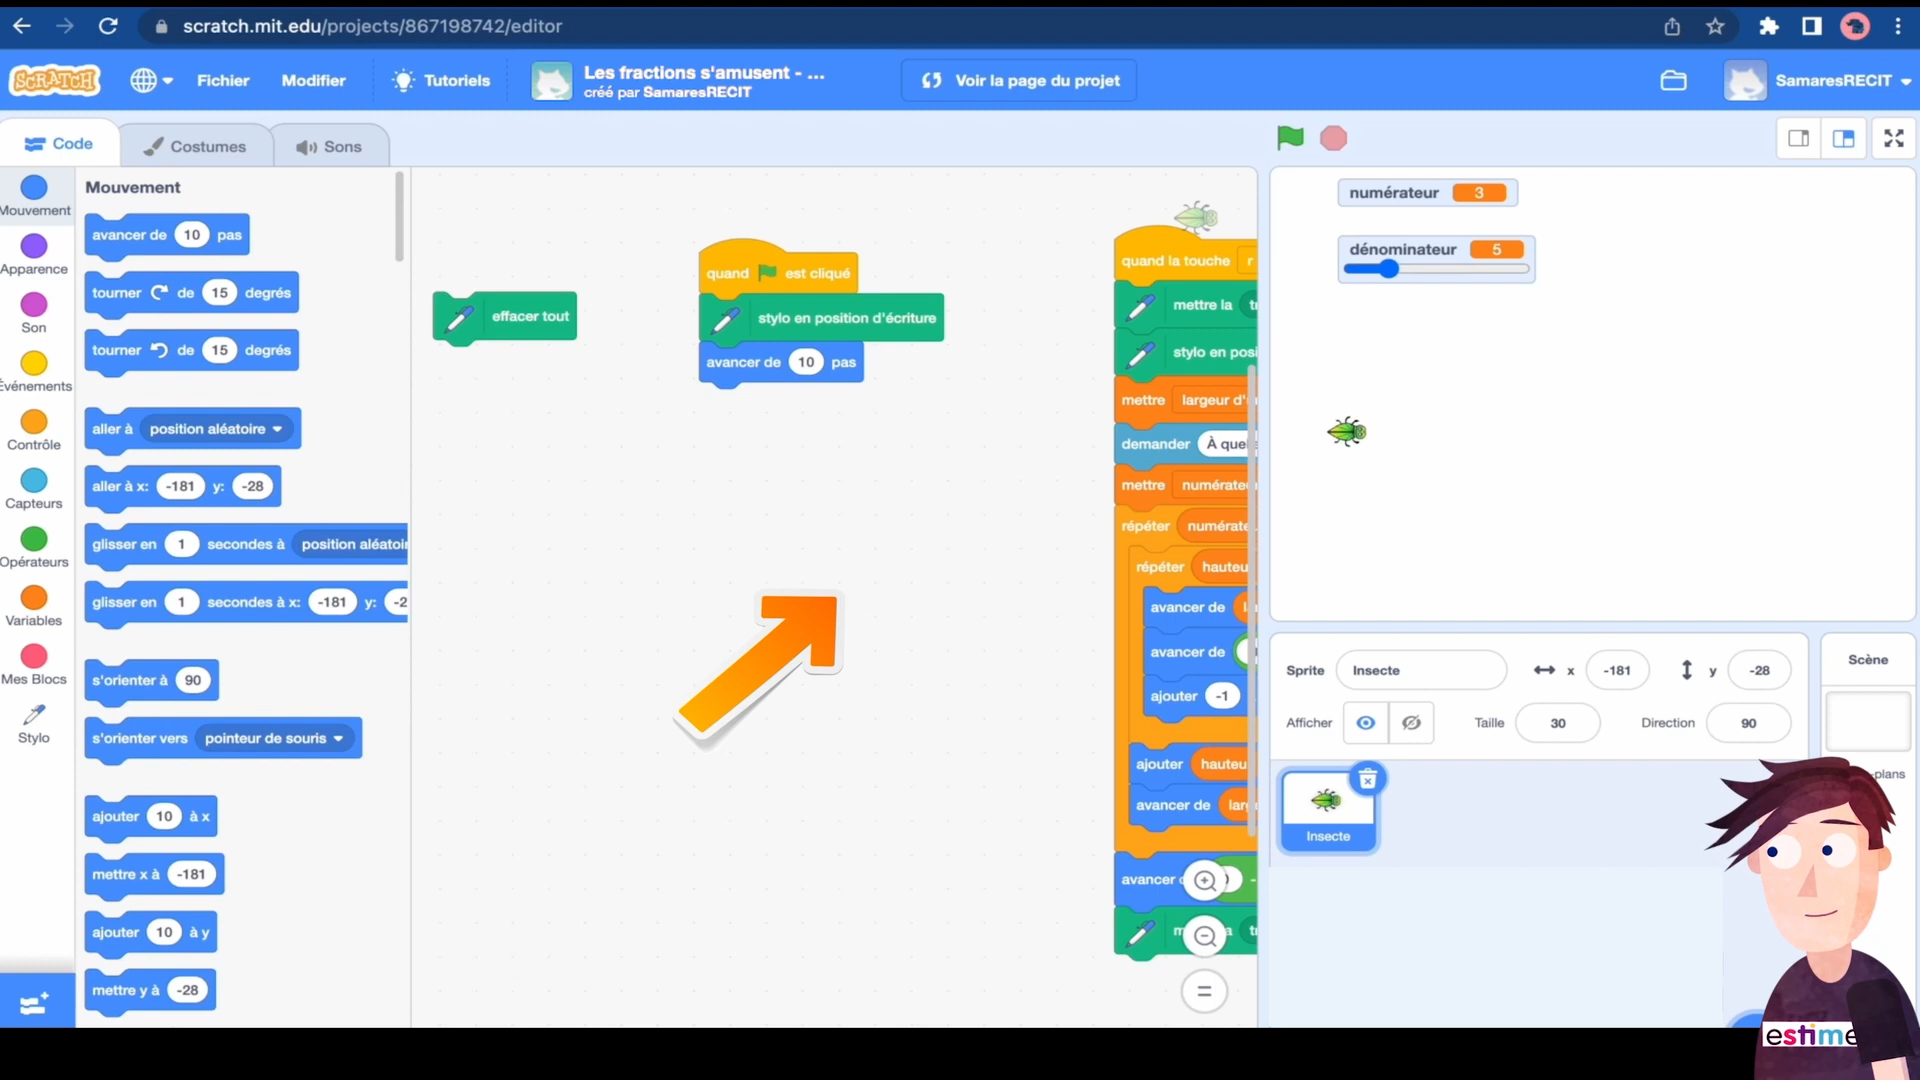 scratch.mit.edu/projects/867198742/editor
SCRATCH
Fichier
Modifier
Tutoriels
Les fractions s'amusent - ...
créé par SamaresRECIT
Voir la page du projet
SamaresRECIT
Code
Costumes
Sons
Mouvement
Apparence
Son
Événements
Contrôle
Capteurs
Opérateurs
Variables
Mes Blocs
Stylo
Mouvement
avancer de 10 pas
tourner de 15 degrés
tourner de 15 degrés
aller à position aléatoire
aller à x: -181 y: -28
glisser en 1 secondes à position aléatoir
glisser en 1 secondes à x: -181 y: -2
s'orienter à 90
s'orienter vers pointeur de souris
ajouter 10 à x
mettre x à -181
ajouter 10 à y
mettre y à -28
effacer tout
quand est cliqué
stylo en position d'écriture
avancer de 10 pas
quand la touche r
mettre la tr
stylo en posi
mettre largeur d'
demander À quel
mettre numérateu
répéter numérate
répéter hauteu
avancer de
avancer de
ajouter -1
ajouter hauteu
avancer de larg
avancer
numérateur 3
dénominateur 5
Sprite Insecte x -181 y -28
Afficher Taille 30 Direction 90
Insecte
Scène
-plans
estime